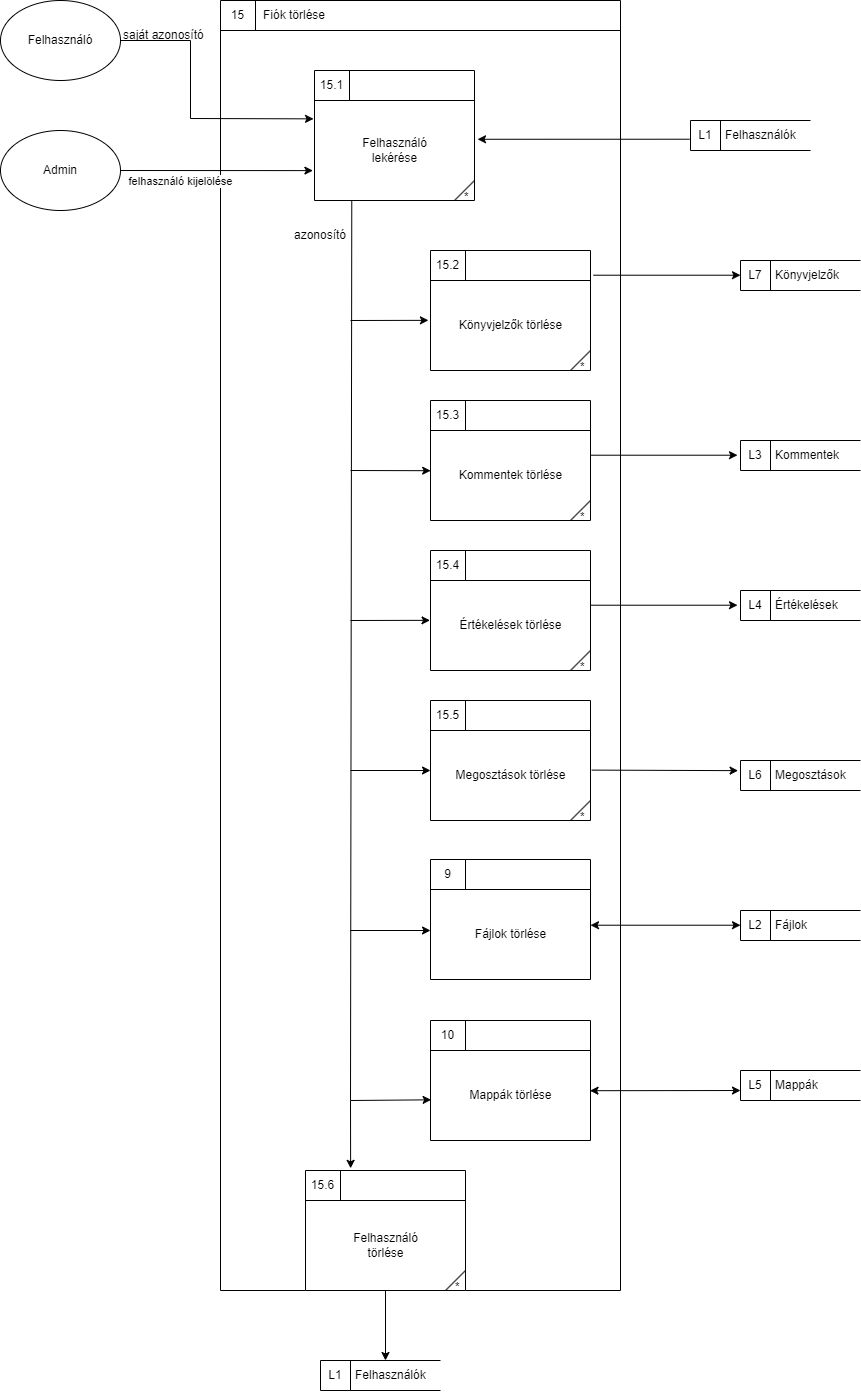 Felhasználó
saját azonosító
15
Fiók törlése
15.1
Felhasználó
lekérése
*
L1
Felhasználók
Admin
felhasználó kijelölése
azonosító
15.2
Könyvjelzők törlése
*
L7
Könyvjelzők
15.3
Kommentek törlése
*
L3
Kommentek
15.4
Értékelések törlése
*
L4
Értékelések
15.5
Megosztások törlése
*
L6
Megosztások
9
Fájlok törlése
L2
Fájlok
10
Mappák törlése
L5
Mappák
15.6
Felhasználó
törlése
*
L1
Felhasználók